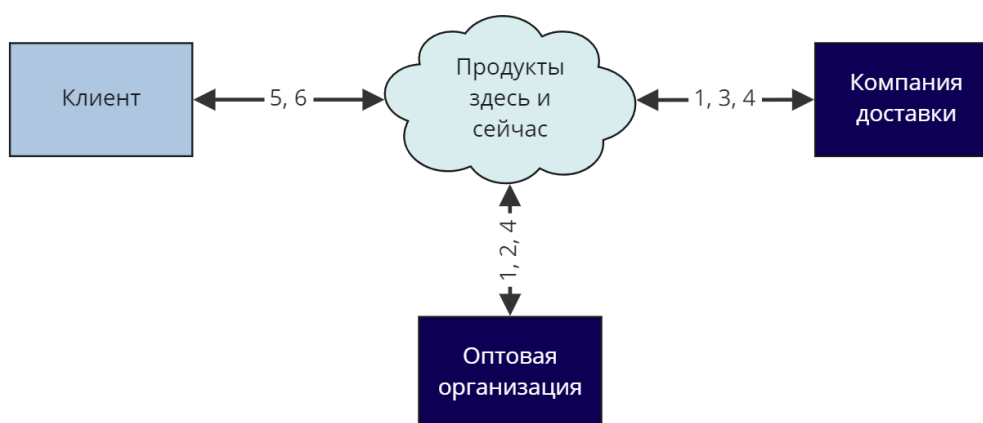 Клиент
5, 6
Продукты
здесь и
сейчас
1, 3, 4
Компания
доставки
1, 2, 4
Оптовая
организация